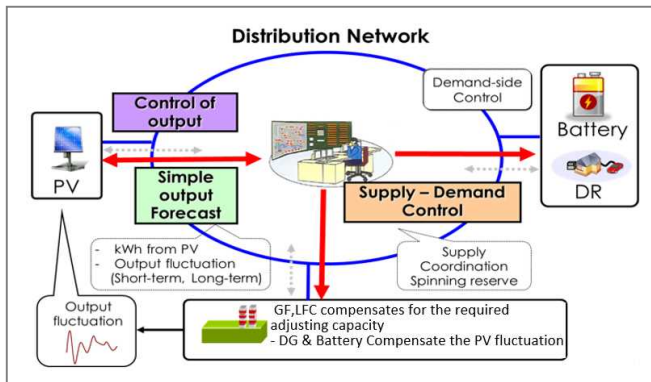 Distribution Network
Demand-side
Control
Control of
output
Battery
PV
DR
Simple
output
Forecast
Supply – Demand
Control
- kWh from PV
- Output fluctuation
(Short-term, Long-term)
Supply
Coordination
Spinning reserve
Output
fluctuation
GF,LFC compensates for the required
adjusting capacity
- DG & Battery Compensate the PV fluctuation